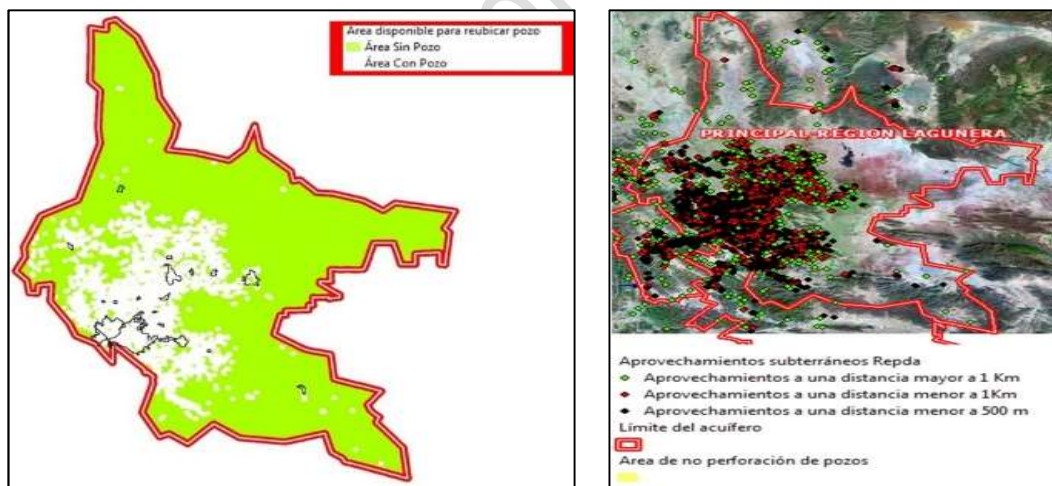 Área disponible para reubicar pozo
Área Sin Pozo
Área Con Pozo
PRINCIPAL-REGION LAGUNERA
Aprovechamientos subterráneos Repda
Aprovechamientos a una distancia mayor a 1 Km
Aprovechamientos a una distancia menor a 1Km
Aprovechamientos a una distancia menor a 500 m
Límite del acuífero
Area de no perforación de pozos